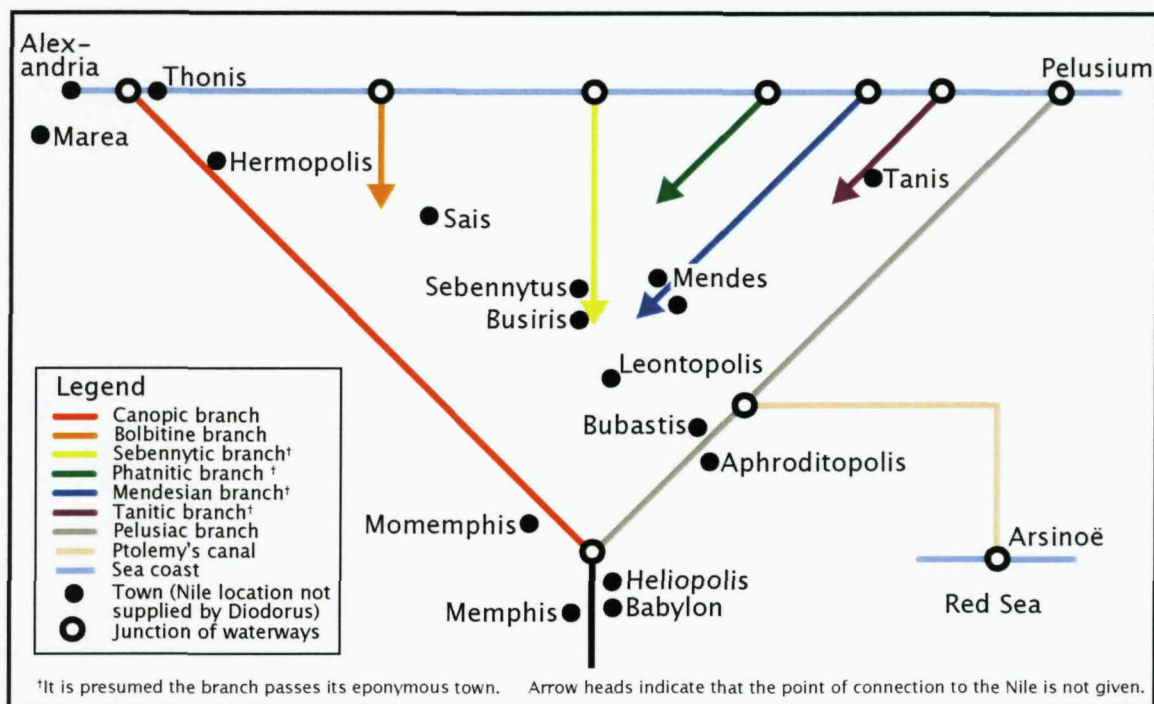 Alex-
andria
Thonis
Pelusium
Marea
Hermopolis
Tanis
Sais
Sebennytus
Mendes
Busiris
Leontopolis
Bubastis
Aphroditopolis
Momemphis
Arsinoë
Heliopolis
Memphis
Babylon
Red Sea
Legend
Canopic branch
Bolbitine branch
Sebennytic branch†
Phatnitic branch †
Mendesian branch†
Tanitic branch†
Pelusiac branch
Ptolemy's canal
Sea coast
Town (Nile location not
supplied by Diodorus)
Junction of waterways
†It is presumed the branch passes its eponymous town. Arrow heads indicate that the point of connection to the Nile is not given.